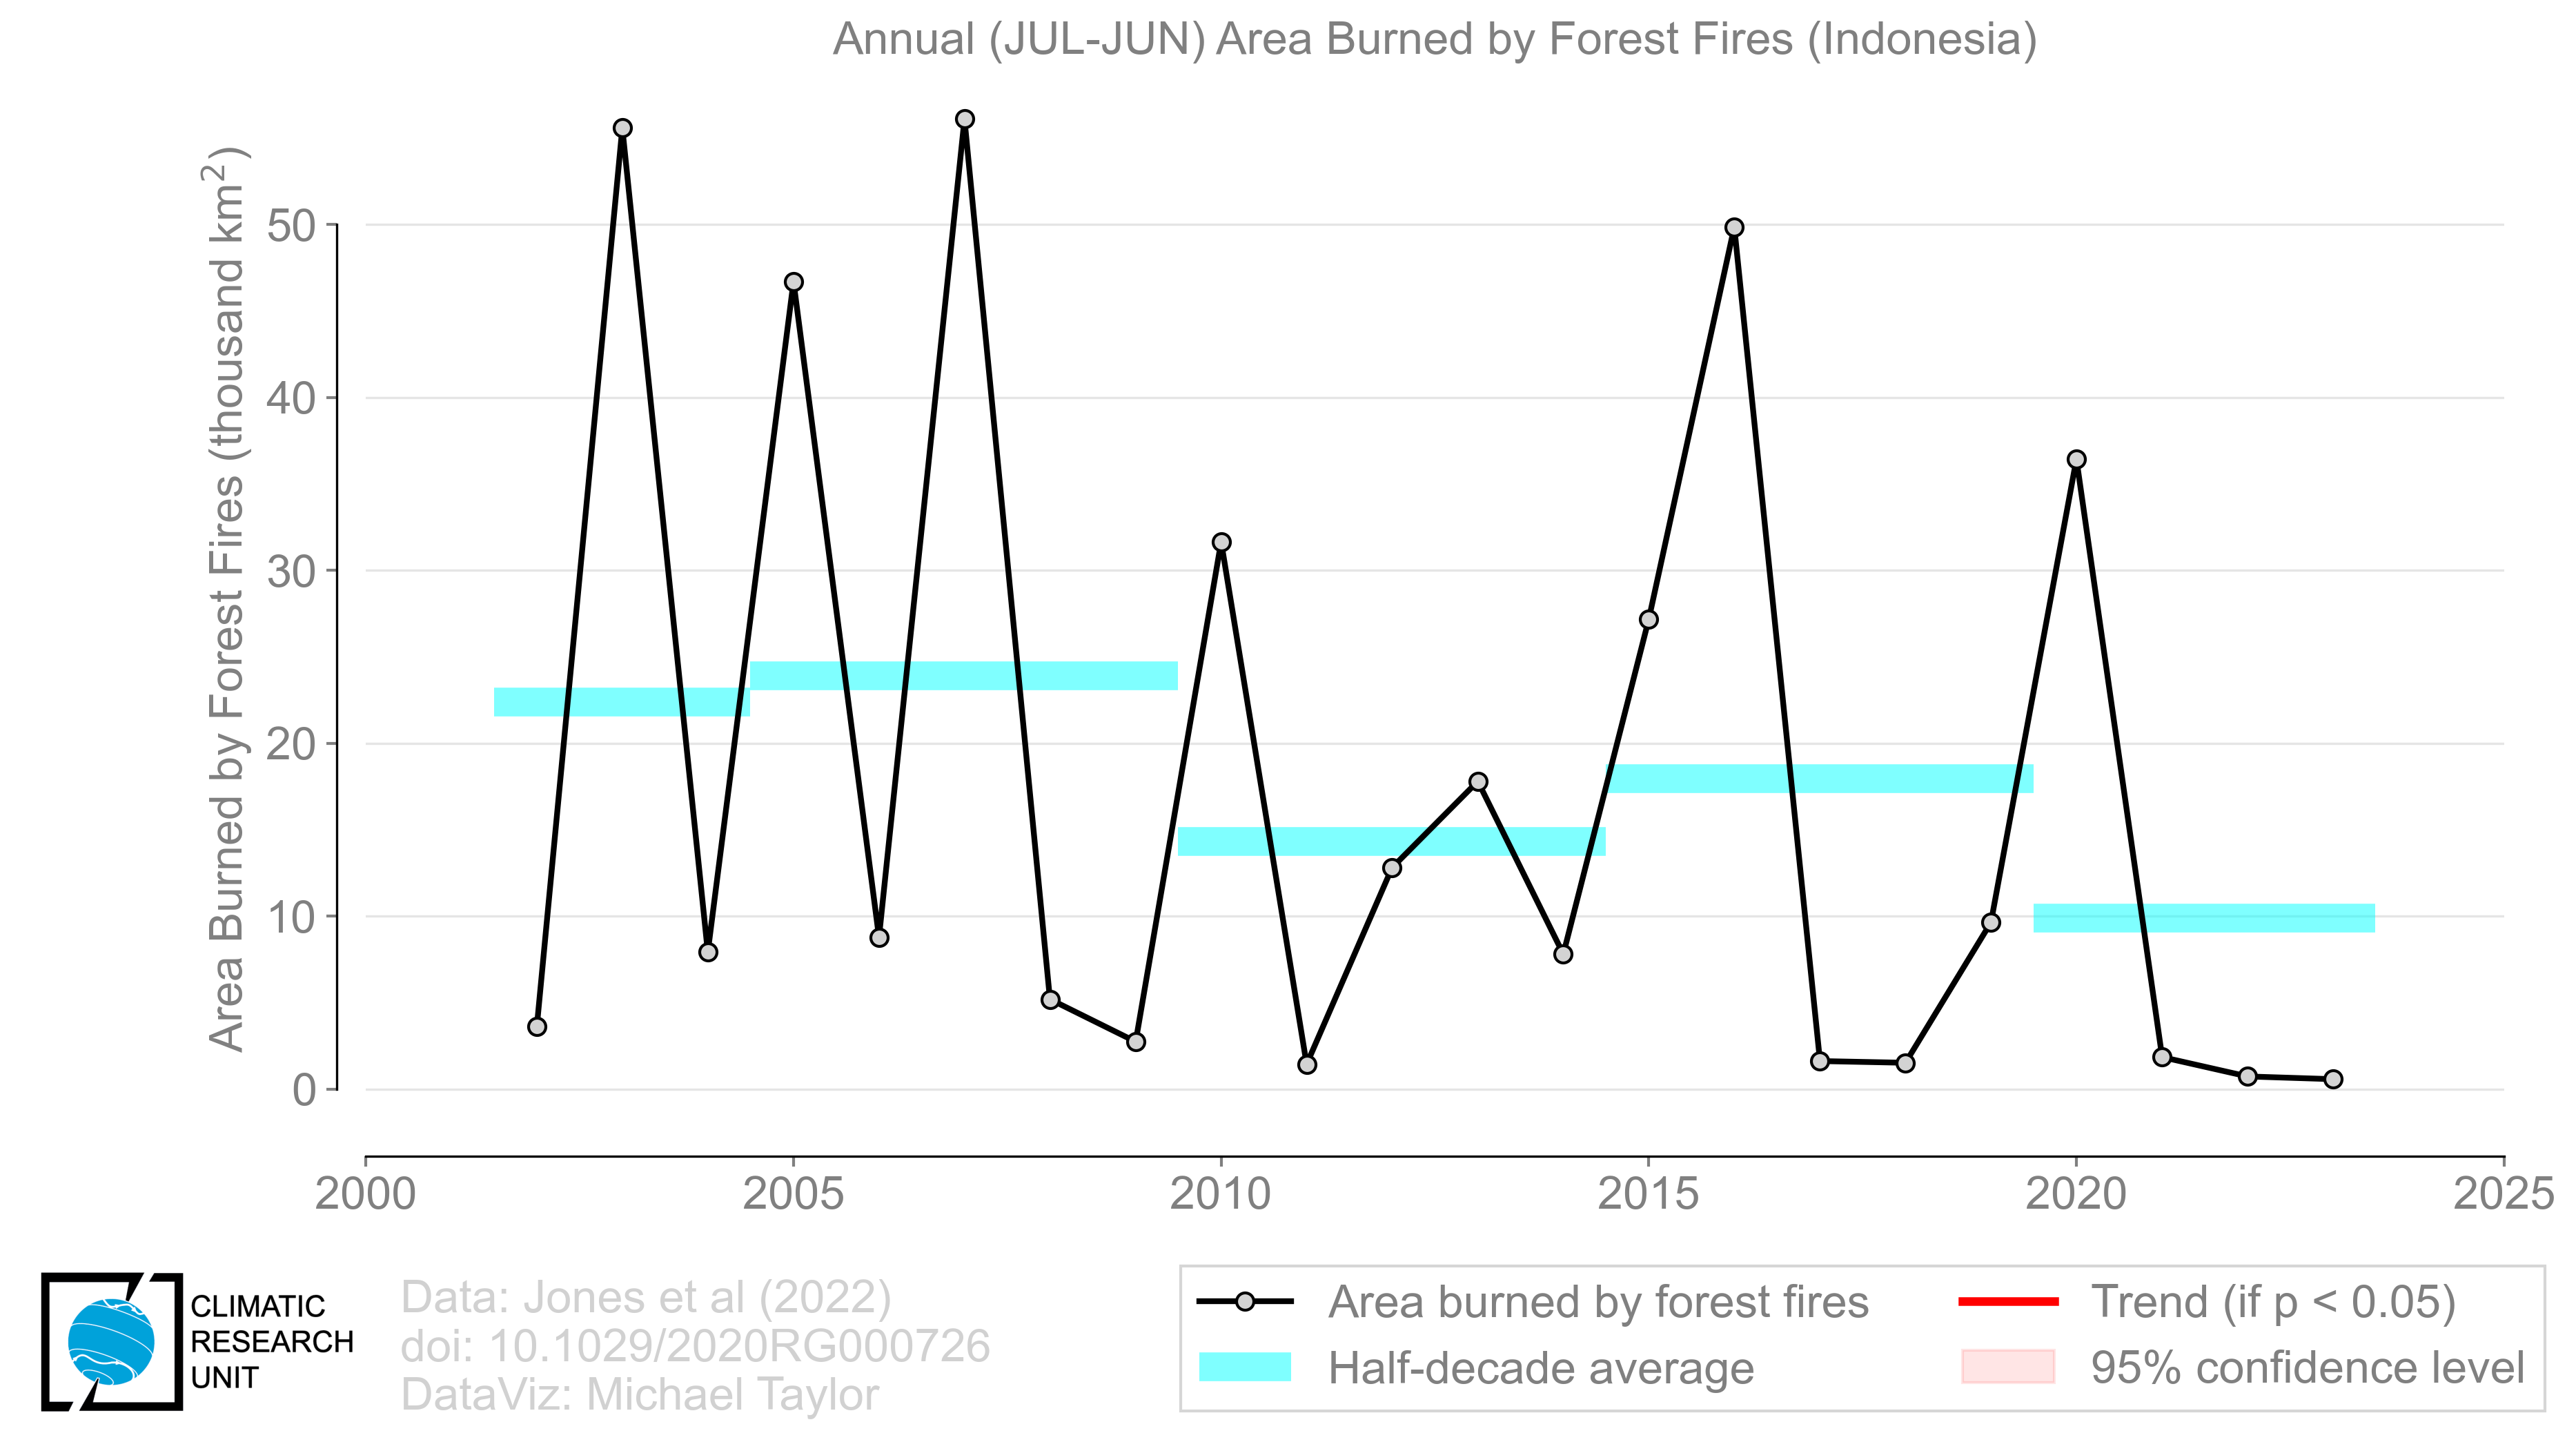 Annual (JUL-JUN) Area Burned by Forest Fires (Indonesia)
Area Burned by Forest Fires (thousand km²)
50
40
30
20
10
0
2000 2005 2010 2015 2020 2025
CLIMATIC
RESEARCH
UNIT
Data: Jones et al (2022)
doi: 10.1029/2020RG000726
DataViz: Michael Taylor
Area burned by forest fires
Half-decade average
Trend (if p < 0.05)
95% confidence level